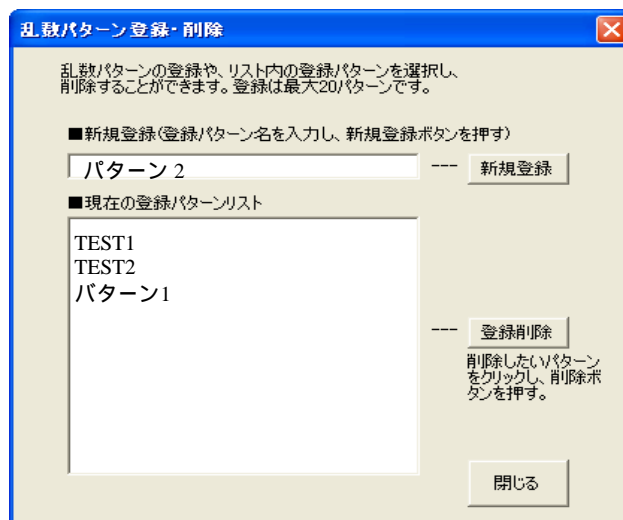 乱数パターン登録・削除
乱数パターンの登録や、リスト内の登録パターンを選択し、
削除することができます。登録は最大20パターンです。
■新規登録(登録パターン名を入力し、新規登録ボタンを押す)
パターン 2
---
新規登録
■現在の登録パターンリスト
TEST1
TEST2
パターン1
---
登録削除
削除したいパターン
をクリックし、削除ボ
タンを押す。
閉じる